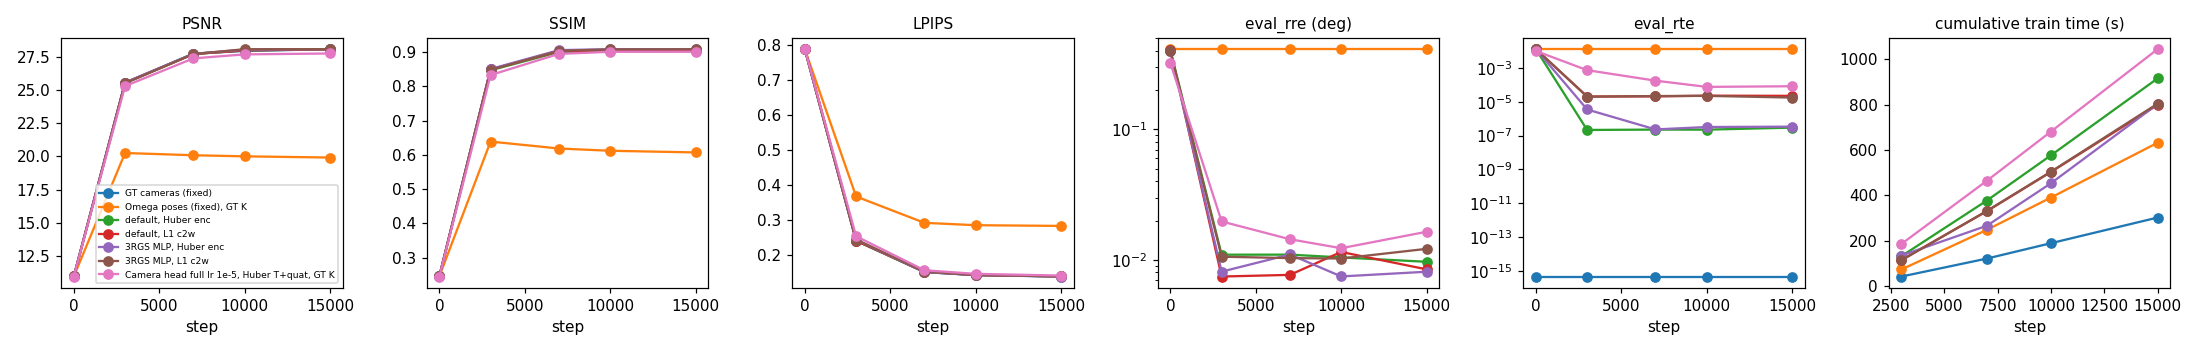 PSNR
27.5
25.0
22.5
20.0
17.5
15.0
12.5
0 5000 10000 15000
step
GT cameras (fixed)
Omega poses (fixed), GT K
default, Huber enc
default, L1 c2w
3RGS MLP, Huber enc
3RGS MLP, L1 c2w
Camera head full lr 1e-5, Huber T+quat, GT K
SSIM
0.9
0.8
0.7
0.6
0.5
0.4
0.3
0 5000 10000 15000
step
LPIPS
0.8
0.7
0.6
0.5
0.4
0.3
0.2
0 5000 10000 15000
step
eval_rre (deg)
10⁻¹
10⁻²
0 5000 10000 15000
step
eval_rte
10⁻³
10⁻⁵
10⁻⁷
10⁻⁹
10⁻¹¹
10⁻¹³
10⁻¹⁵
0 5000 10000 15000
step
cumulative train time (s)
1000
800
600
400
200
0
2500 5000 7500 10000 12500 15000
step